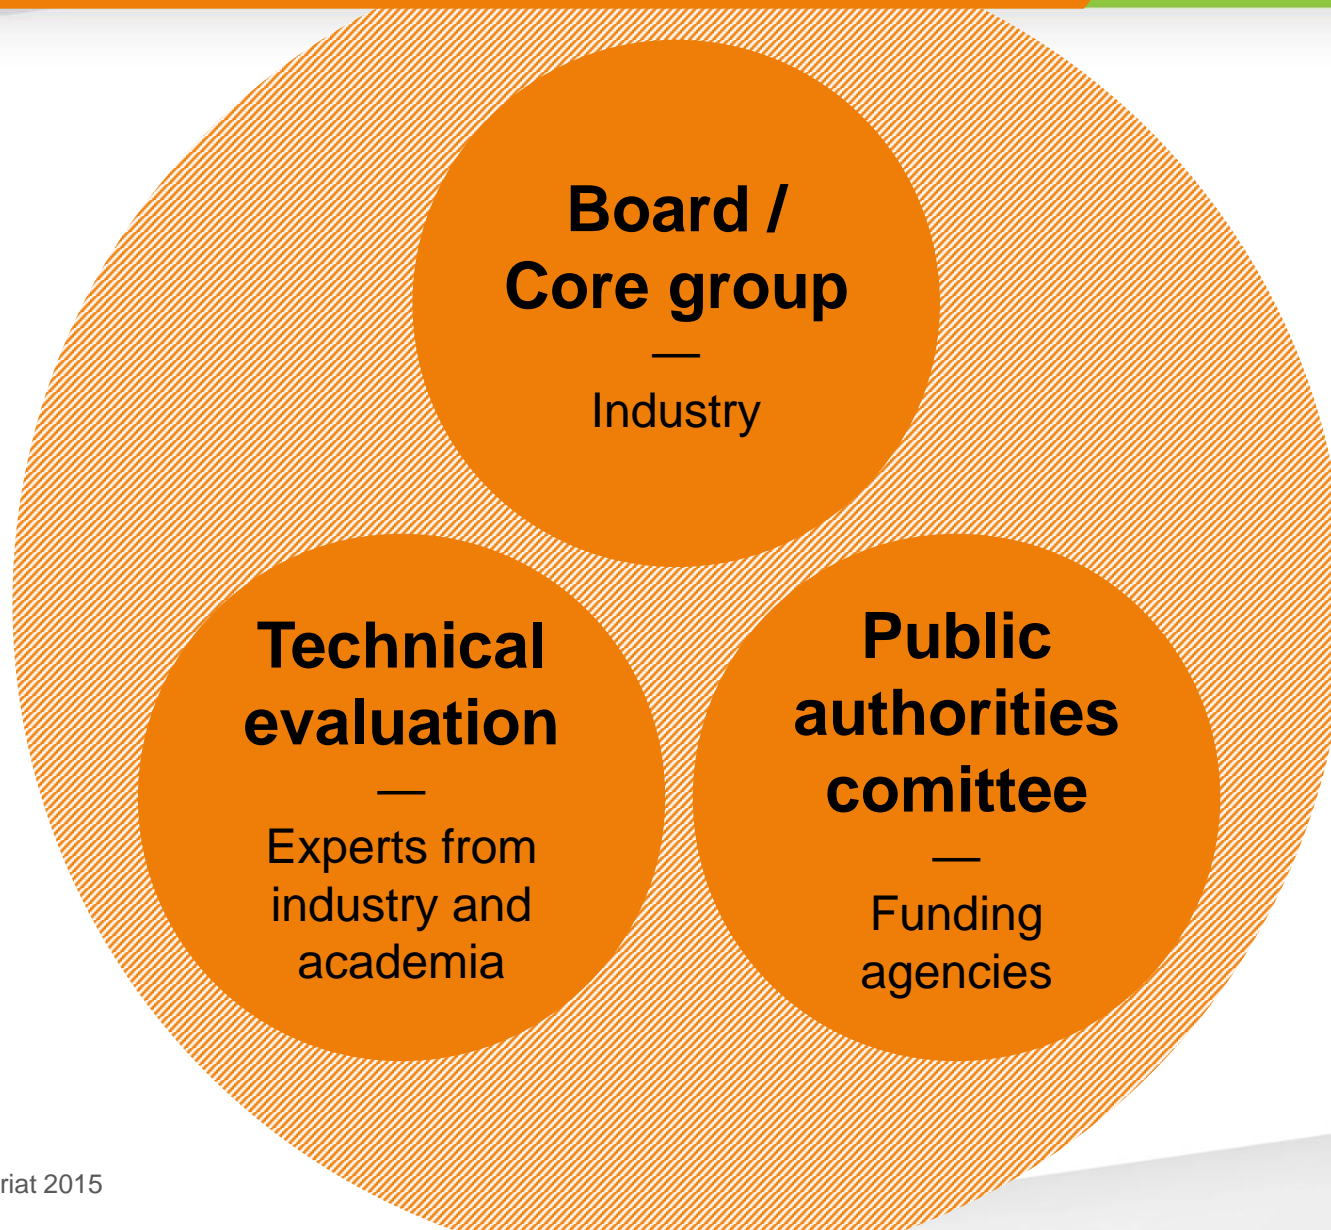 Board /
Core group
—
Industry
Technical
evaluation
—
Experts from
industry and
academia
Public
authorities
comittee
—
Funding
agencies
riat 2015